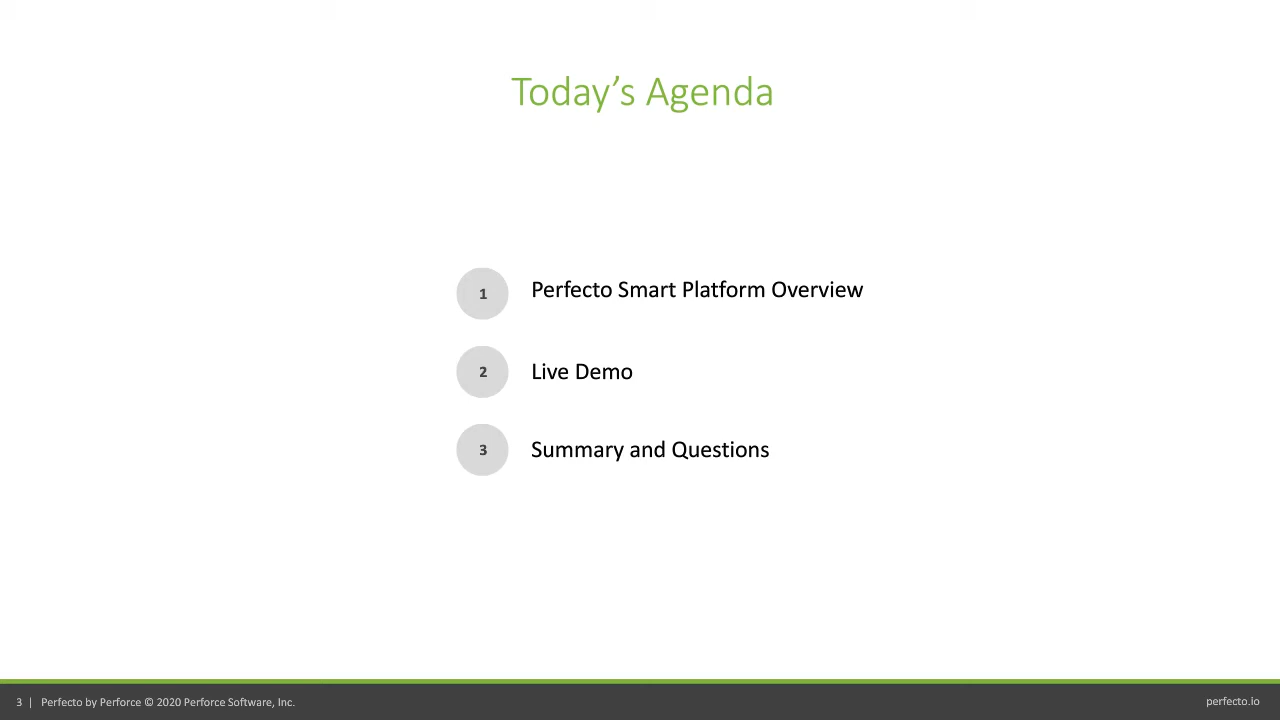 Today’s Agenda
1 Perfecto Smart Platform Overview
2 Live Demo
3 Summary and Questions
3 | Perfecto by Perforce © 2020 Perforce Software, Inc. perfecto.io